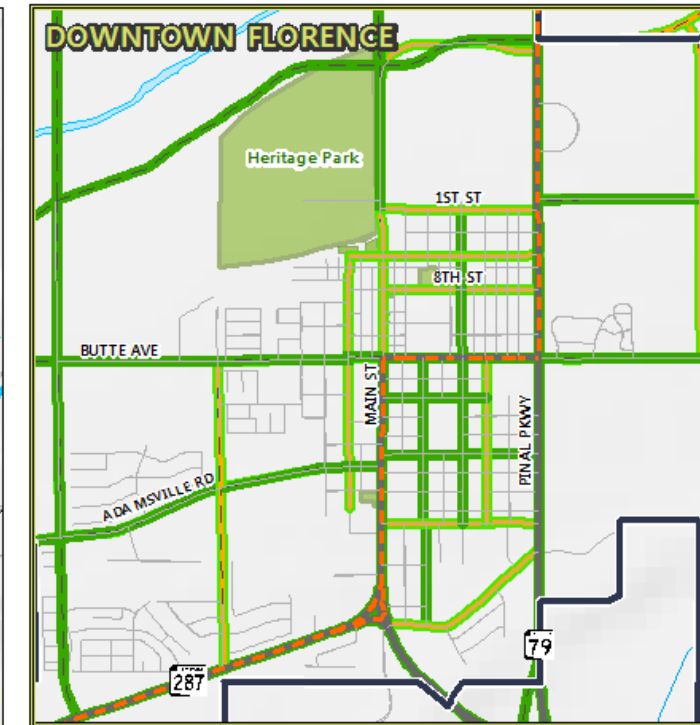 DOWNTOWN FLORENCE
Heritage Park
1ST ST
8TH ST
BUTTE AVE
MAIN ST
PINAL PKWY
ADAMSVILLE RD
79
287